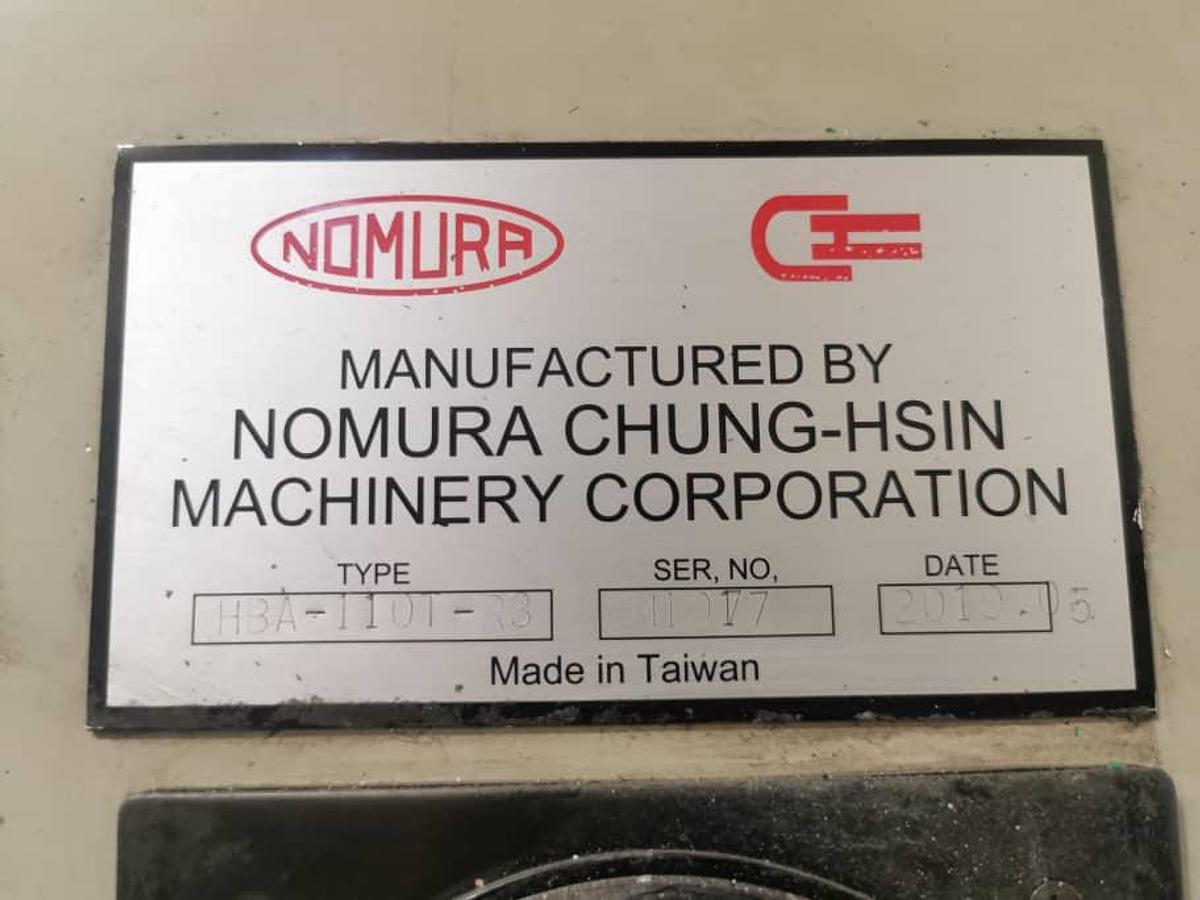 NOMURA
MANUFACTURED BY
NOMURA CHUNG-HSIN
MACHINERY CORPORATION
TYPE SER, NO, DATE
HBA-110T-R3
Made in Taiwan